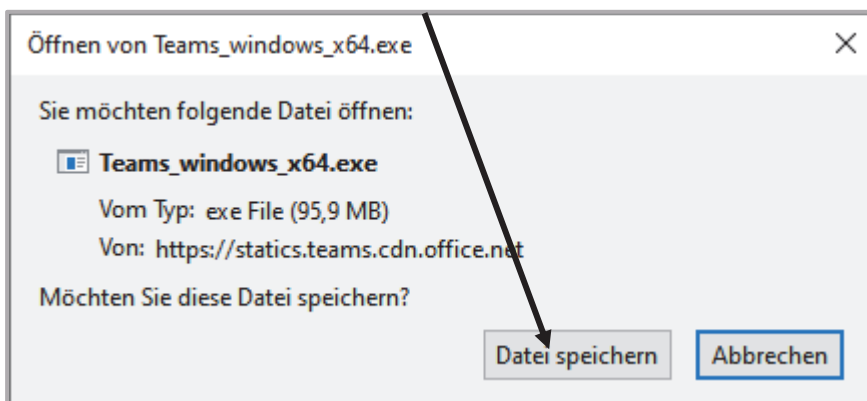 Öffnen von Teams_windows_x64.exe
Sie möchten folgende Datei öffnen:
Teams_windows_x64.exe
Vom Typ: exe File (95,9 MB)
Von: https://statics.teams.cdn.office.net
Möchten Sie diese Datei speichern?
Datei speichern Abbrechen